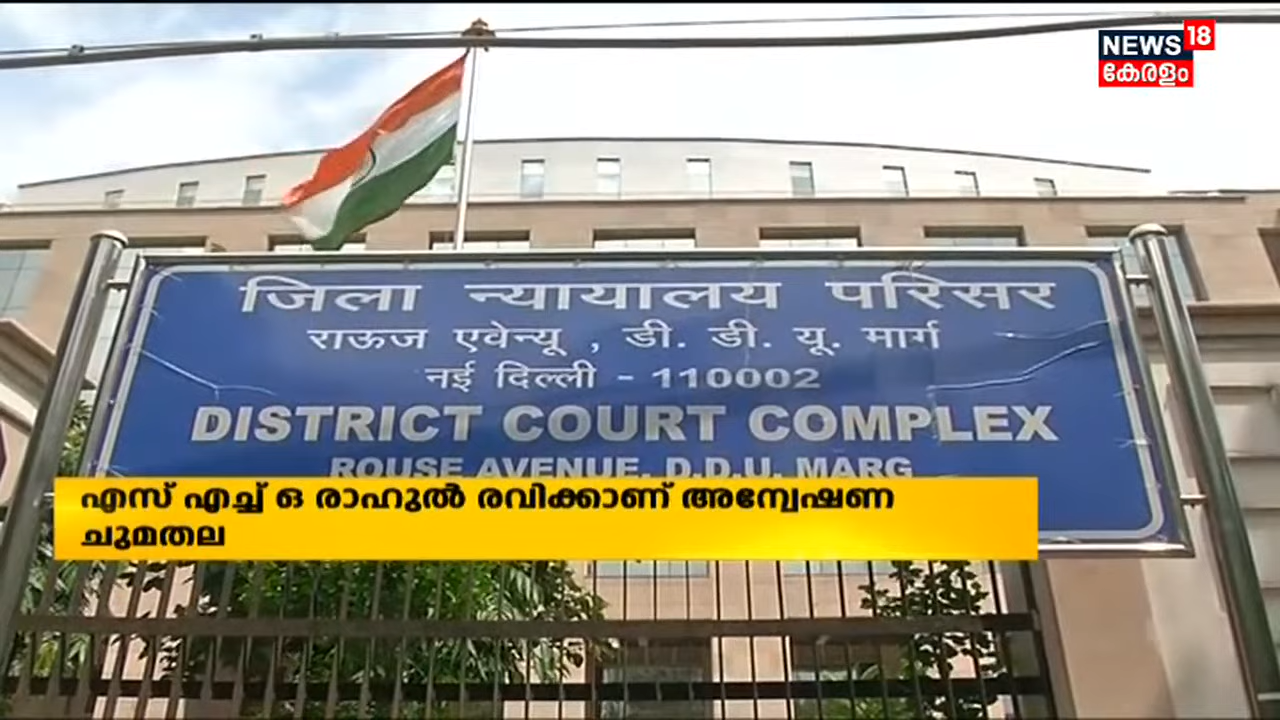 NEWS 18
കേരളം
जिला न्यायालय परिसर
राऊज एवेन्यू , डी. डी. यू. मार्ग
नई दिल्ली - 110002
DISTRICT COURT COMPLEX
ROUSE AVENUE, D.D.U. MARG
എസ് എച്ച് ഒ രാഹുൽ രവിക്കാണ് അന്വേഷണ
ചുമതല